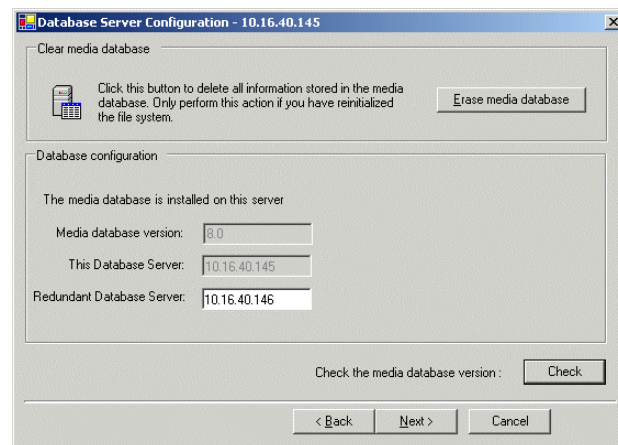 Database Server Configuration - 10.16.40.145
Clear media database
Click this button to delete all information stored in the media
database. Only perform this action if you have reinitialized
the file system.
Erase media database
Database configuration
The media database is installed on this server
Media database version: 8.0
This Database Server: 10.16.40.145
Redundant Database Server: 10.16.40.146
Check the media database version : Check
< Back Next > Cancel